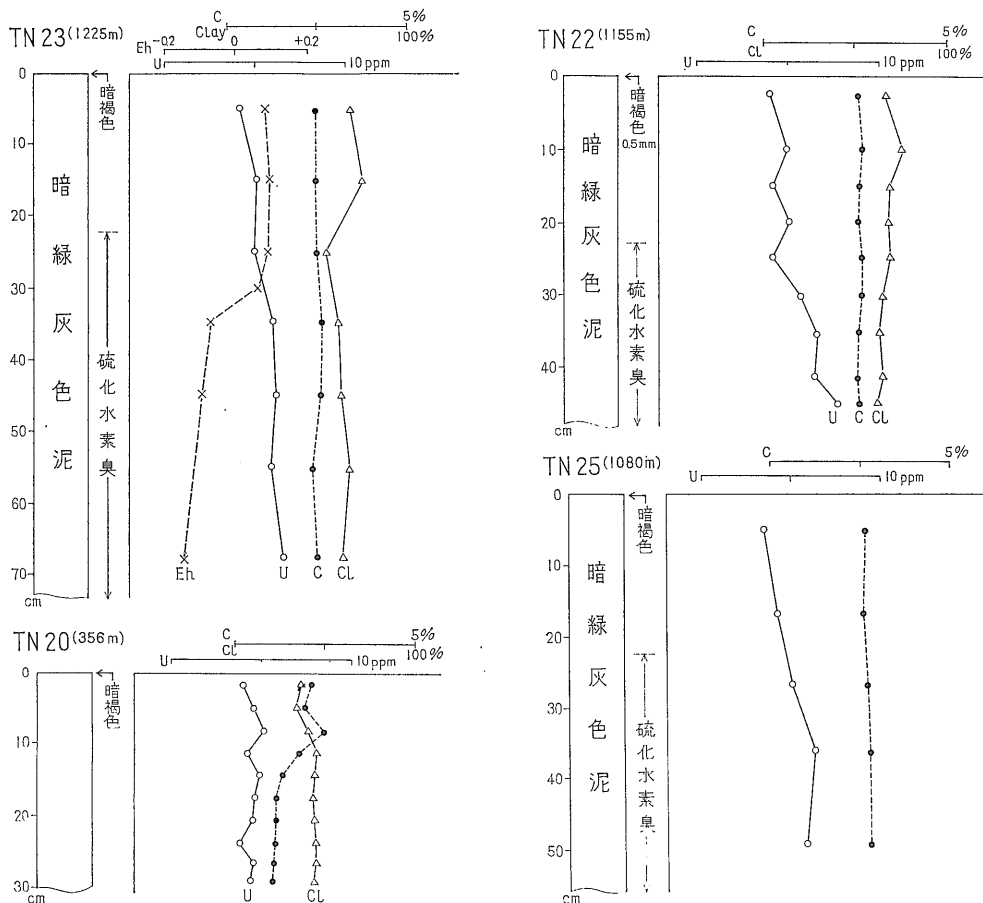 TN 23 (1225m)
C 5%
Clay 100%
Eh -0.2 0 +0.2
U 10 ppm
0
10
20
30
40
50
60
70
cm
暗緑灰色泥
暗褐色
硫化水素臭
Eh U C Cl
TN 22 (1155m)
C 5%
Cl 100%
U 10 ppm
0
10
20
30
40
cm
暗緑灰色泥
暗褐色
0.5mm
硫化水素臭
U C Cl
TN 20 (356m)
C 5%
Cl 100%
U 10 ppm
0
10
20
30
cm
暗褐色
U Cl
TN 25 (1080m)
C 5%
U 10 ppm
0
10
20
30
40
50
cm
暗緑灰色泥
暗褐色
硫化水素臭